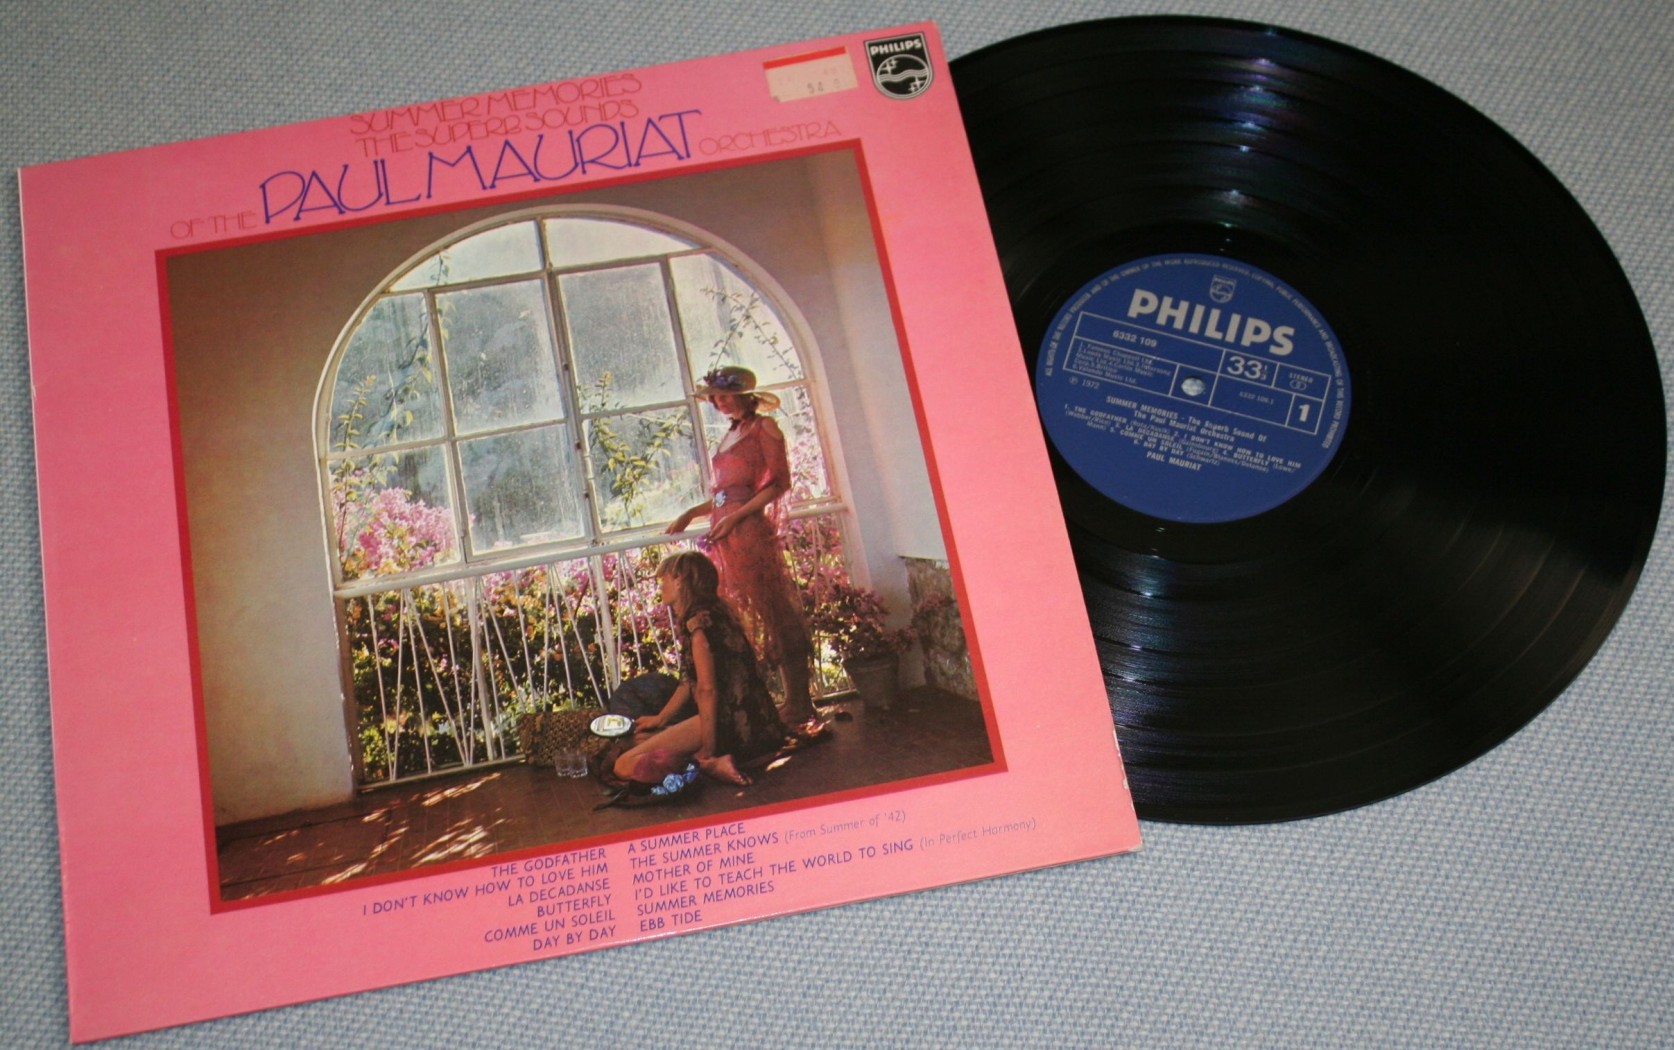 SUMMER MEMORIES
THE SUPERB SOUNDS
OF THE PAUL MAURIAT ORCHESTRA
PHILIPS
THE GODFATHER
I DON'T KNOW HOW TO LOVE HIM
LA DECADANSE
BUTTERFLY
COMME UN SOLEIL
DAY BY DAY
A SUMMER PLACE
THE SUMMER KNOWS (From Summer of '42)
MOTHER OF MINE
I'D LIKE TO TEACH THE WORLD TO SING (In Perfect Harmony)
SUMMER MEMORIES
EBB TIDE
PHILIPS
6332 109
33 1/3
STEREO
1
℗ 1972
SUMMER MEMORIES - The Superb Sound Of
The Paul Mauriat Orchestra
1. THE GODFATHER 2. I DON'T KNOW HOW TO LOVE HIM
3. LA DECADANSE 4. BUTTERFLY
5. COMME UN SOLEIL
6. DAY BY DAY (Schwartz)
PAUL MAURIAT